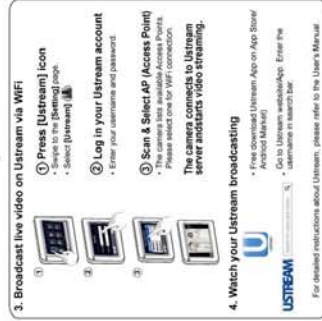 3. Broadcast live video on Ustream via WiFi
① Press [Ustream] icon
• Swipe to the [Setting] page.
• Select [Ustream]
② Log in your Ustream account
• Enter your username and password.
③ Scan & Select AP (Access Point)
• The camera lists available Access Points.
Please select one for WiFi connection.
The camera connects to Ustream
server andstarts video streaming.
①
②
③
4. Watch your Ustream broadcasting
• Free download Ustream App on App Store/
Android Market)
• Go to Ustream website/App. Enter the
username in search bar
USTREAM
For detailed instructions about Ustream, please refer to the User's Manual.